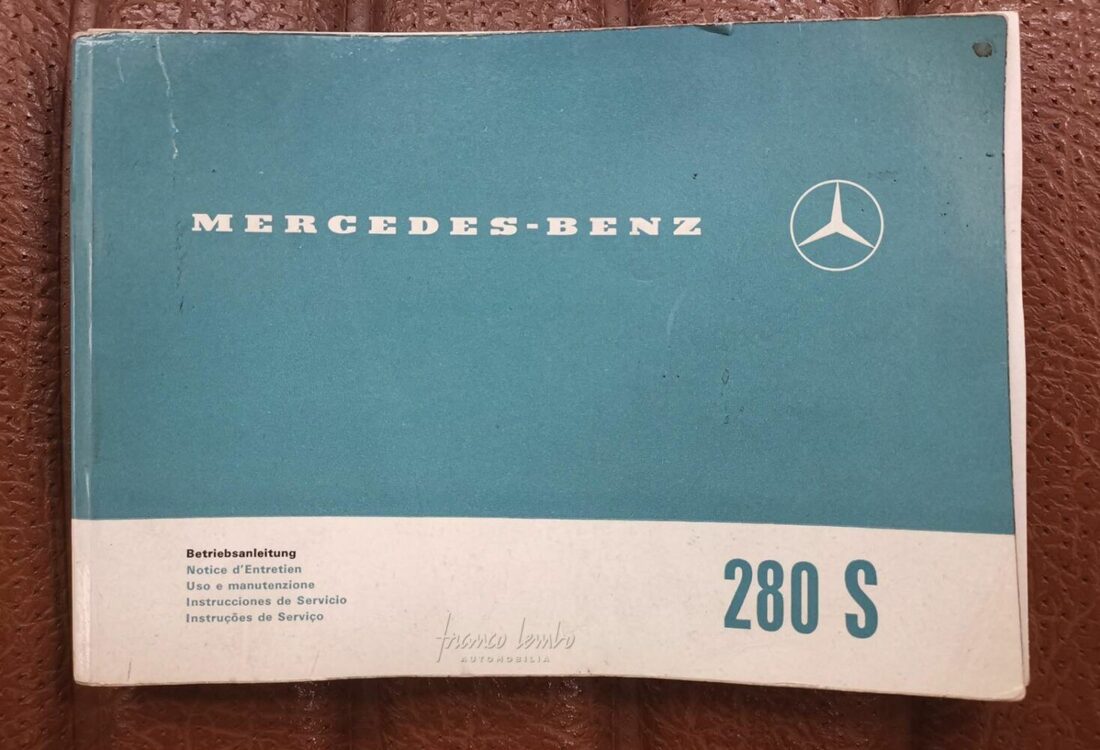 MERCEDES-BENZ
Betriebsanleitung
Notice d'Entretien
Uso e manutenzione
Instrucciones de Servicio
Instruções de Serviço
280 S
franco lembo
AUTOMOBILIA